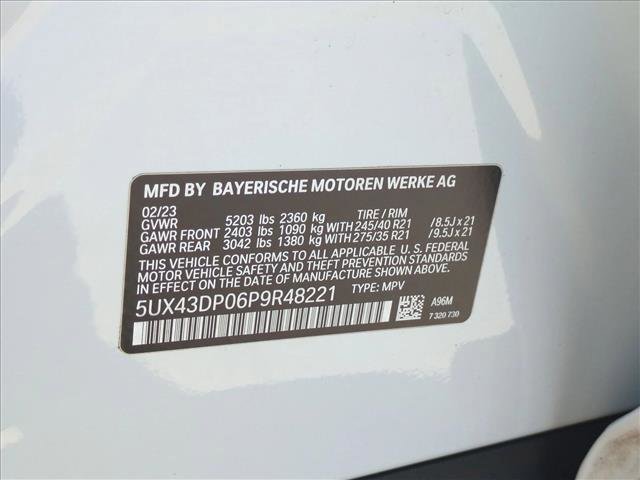 MFD BY BAYERISCHE MOTOREN WERKE AG
02/23
GVWR 5203 lbs 2360 kg TIRE / RIM
GAWR FRONT 2403 lbs 1090 kg WITH 245/40 R21 /8.5J x 21
GAWR REAR 3042 lbs 1380 kg WITH 275/35 R21 /9.5J x 21
THIS VEHICLE CONFORMS TO ALL APPLICABLE U.S. FEDERAL
MOTOR VEHICLE SAFETY AND BUMPER STANDARDS
IN EFFECT ON THE DATE OF MANUFACTURE SHOWN ABOVE.
5UX43DP06P9R48221 TYPE: MPV
A96M
7 320 730